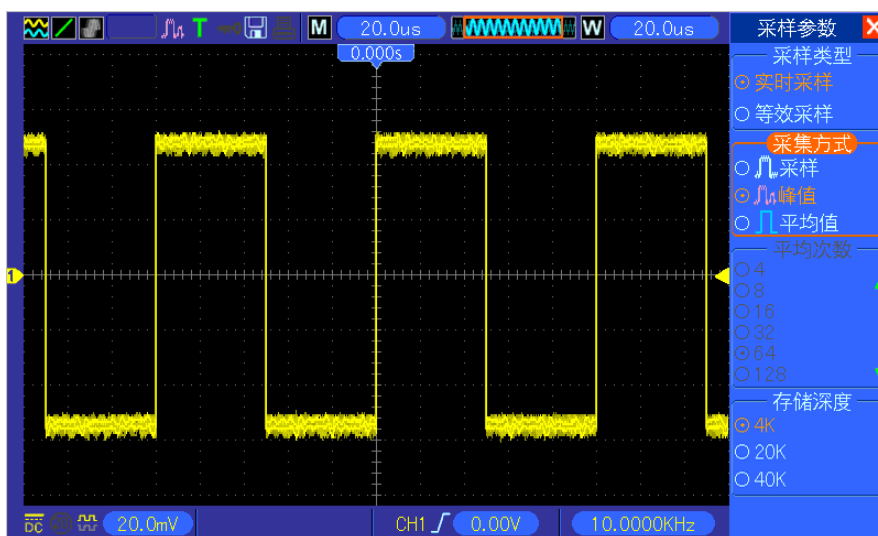 T M 20.0us W 20.0us 采样参数 X
0.000s
采样类型
实时采样
等效采样
采集方式
采样
峰值
平均值
平均次数
4
8
16
32
64
128
存储深度
4K
20K
40K
1
DC 20 20.0mV CH1 0.00V 10.0000KHz